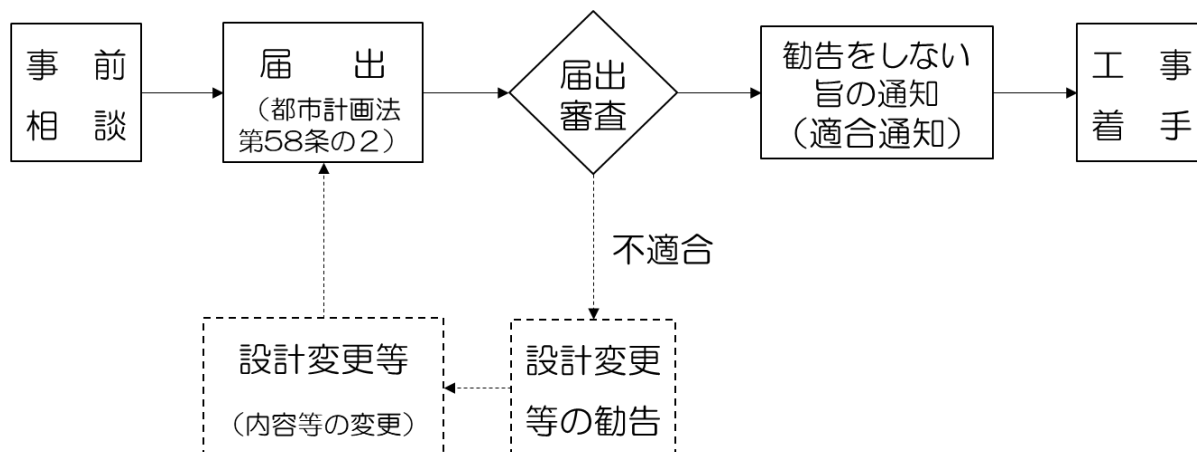 事　前
相　談
届　　出
（都市計画法
第58条の２）
届出
審査
勧告をしない
旨の通知
（適合通知）
工　事
着　手
不適合
設計変更
等の勧告
設計変更等
（内容等の変更）